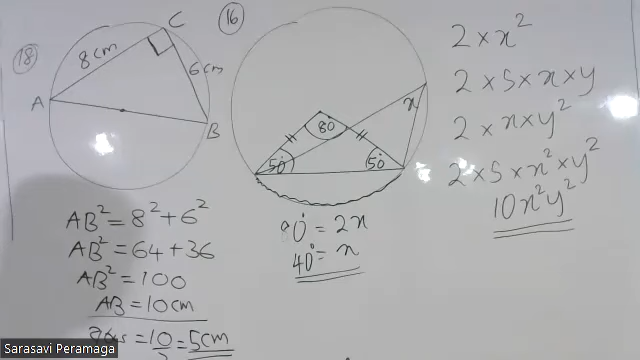 18
C
8cm
6cm
A
B
AB² = 8² + 6²
AB² = 64 + 36
AB² = 100
AB = 10cm
= 10/2 = 5cm
16
80°
50°
50°
x
80° = 2x
40° = x
2 × x²
2 × 5 × x × y
2 × x × y²
2 × 5 × x² × y²
10x²y²
Sarasavi Peramaga